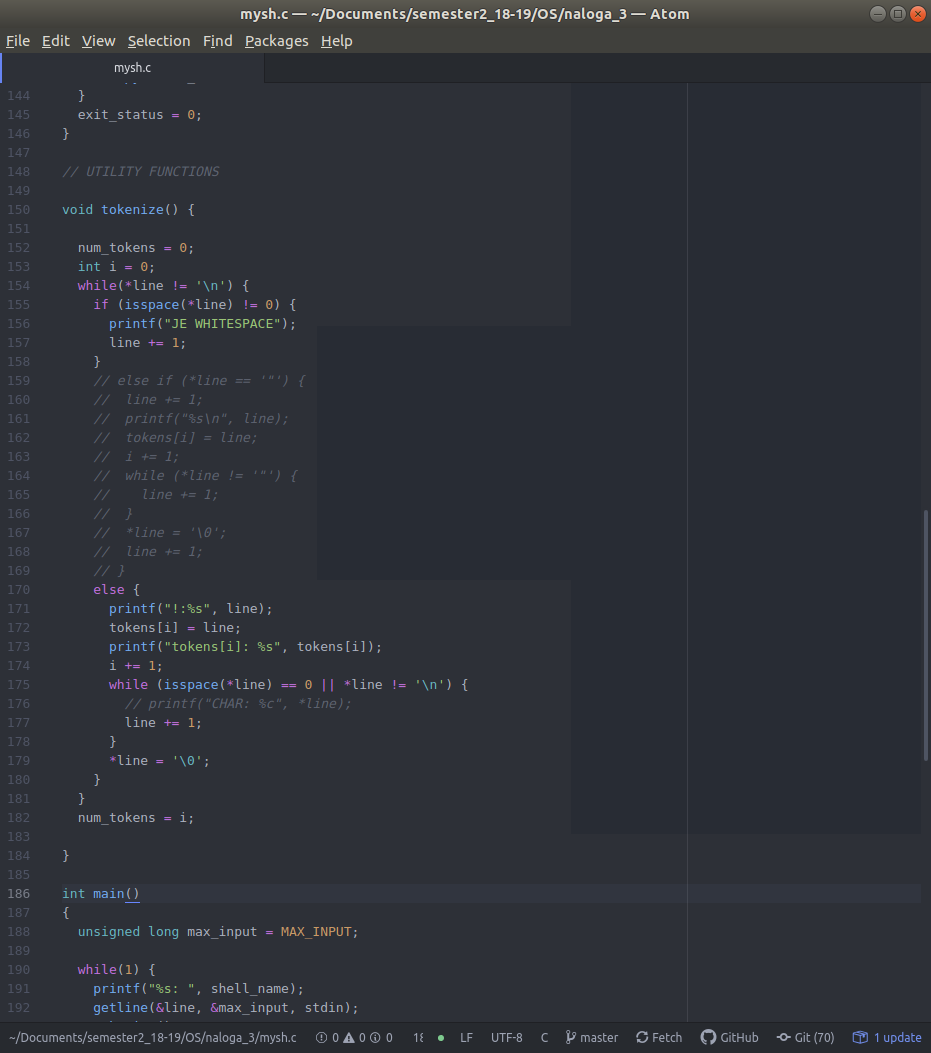 mysh.c — ~/Documents/semester2_18-19/OS/naloga_3 — Atom
File Edit View Selection Find Packages Help
mysh.c
144 }
145 exit_status = 0;
146 }
147
148 // UTILITY FUNCTIONS
149
150 void tokenize() {
151
152 num_tokens = 0;
153 int i = 0;
154 while(*line != '\n') {
155 if (isspace(*line) != 0) {
156 printf("JE WHITESPACE");
157 line += 1;
158 }
159 // else if (*line == '"') {
160 //  line += 1;
161 //  printf("%s\n", line);
162 //  tokens[i] = line;
163 //  i += 1;
164 //  while (*line != '"') {
165 //    line += 1;
166 //  }
167 //  *line = '\0';
168 //  line += 1;
169 // }
170 else {
171 printf("!:%s", line);
172 tokens[i] = line;
173 printf("tokens[i]: %s", tokens[i]);
174 i += 1;
175 while (isspace(*line) == 0 || *line != '\n') {
176 // printf("CHAR: %c", *line);
177 line += 1;
178 }
179 *line = '\0';
180 }
181 }
182 num_tokens = i;
183
184 }
185
186 int main()
187 {
188 unsigned long max_input = MAX_INPUT;
189
190 while(1) {
191 printf("%s: ", shell_name);
192 getline(&line, &max_input, stdin);
~/Documents/semester2_18-19/OS/naloga_3/mysh.c 0 0 0 18 LF UTF-8 C master Fetch GitHub Git (70) 1 update